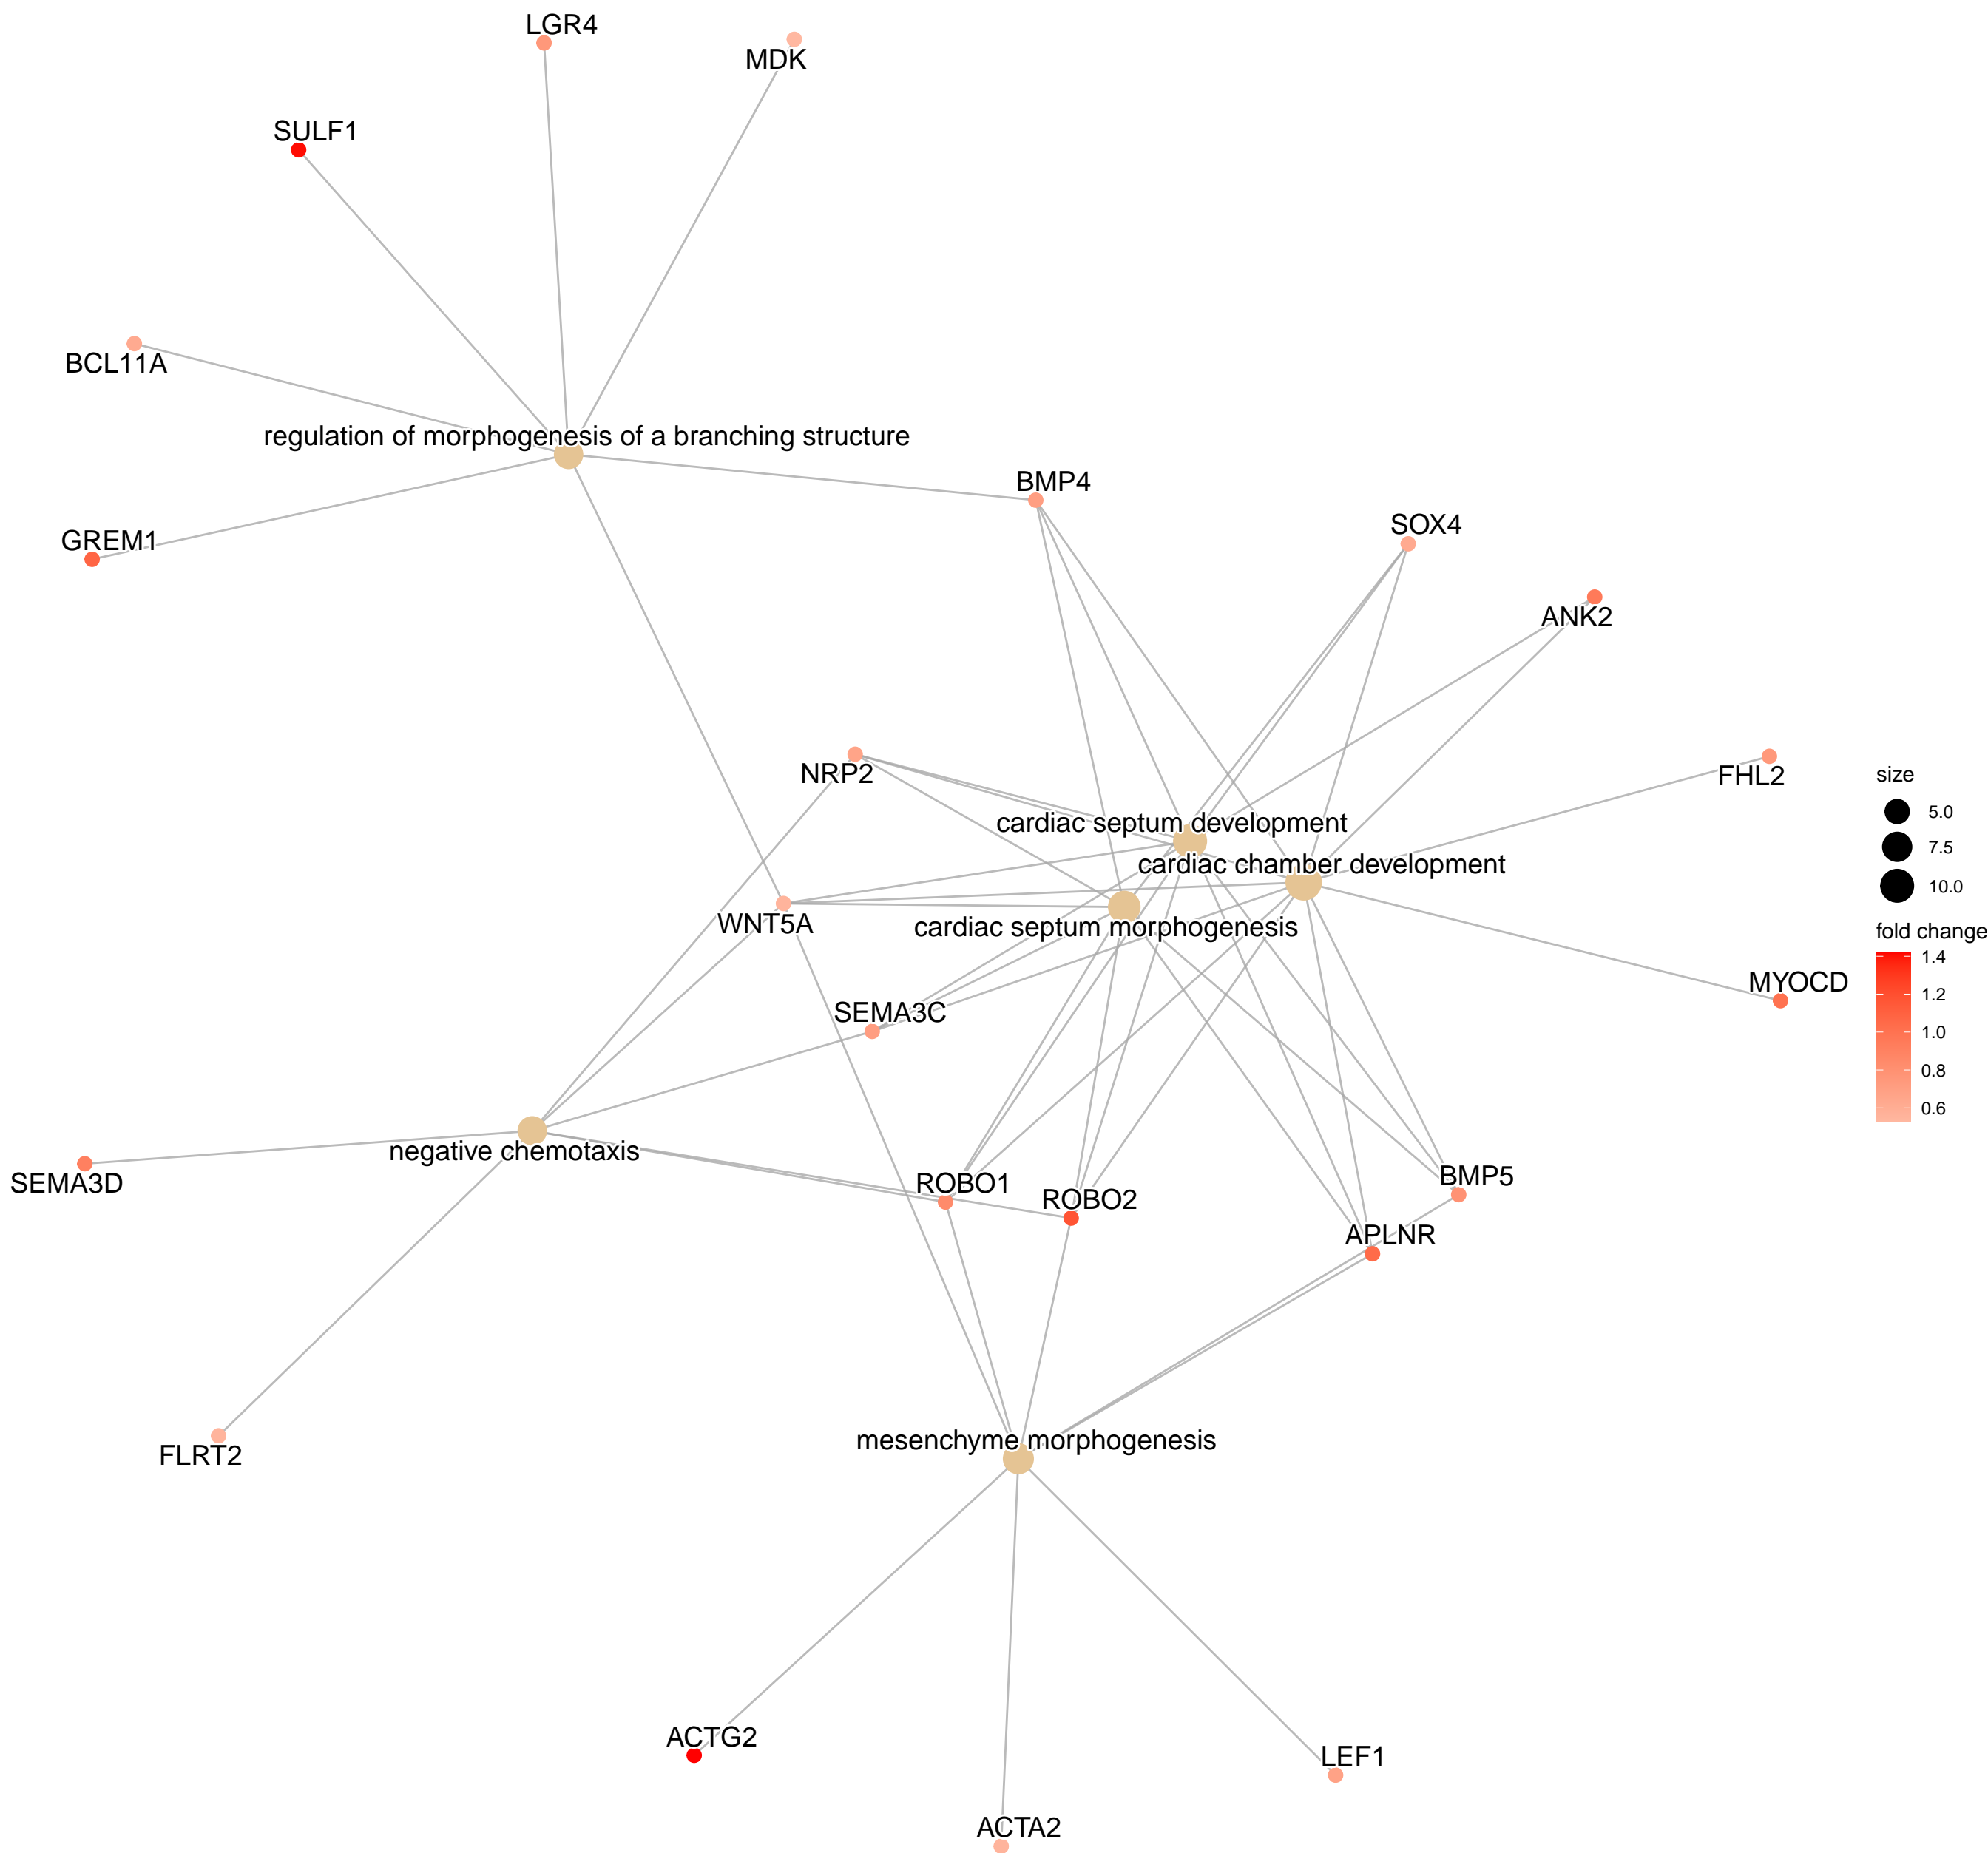 LGR4
MDK
SULF1
BCL11A
regulation of morphogenesis of a branching structure
BMP4
SOX4
GREM1
ANK2
NRP2
FHL2
size
5.0
7.5
10.0
cardiac septum development
cardiac chamber development
WNT5A
cardiac septum morphogenesis
fold change
1.4
1.2
1.0
0.8
0.6
MYOCD
SEMA3C
negative chemotaxis
SEMA3D
ROBO1
ROBO2
BMP5
APLNR
mesenchyme morphogenesis
FLRT2
ACTG2
LEF1
ACTA2